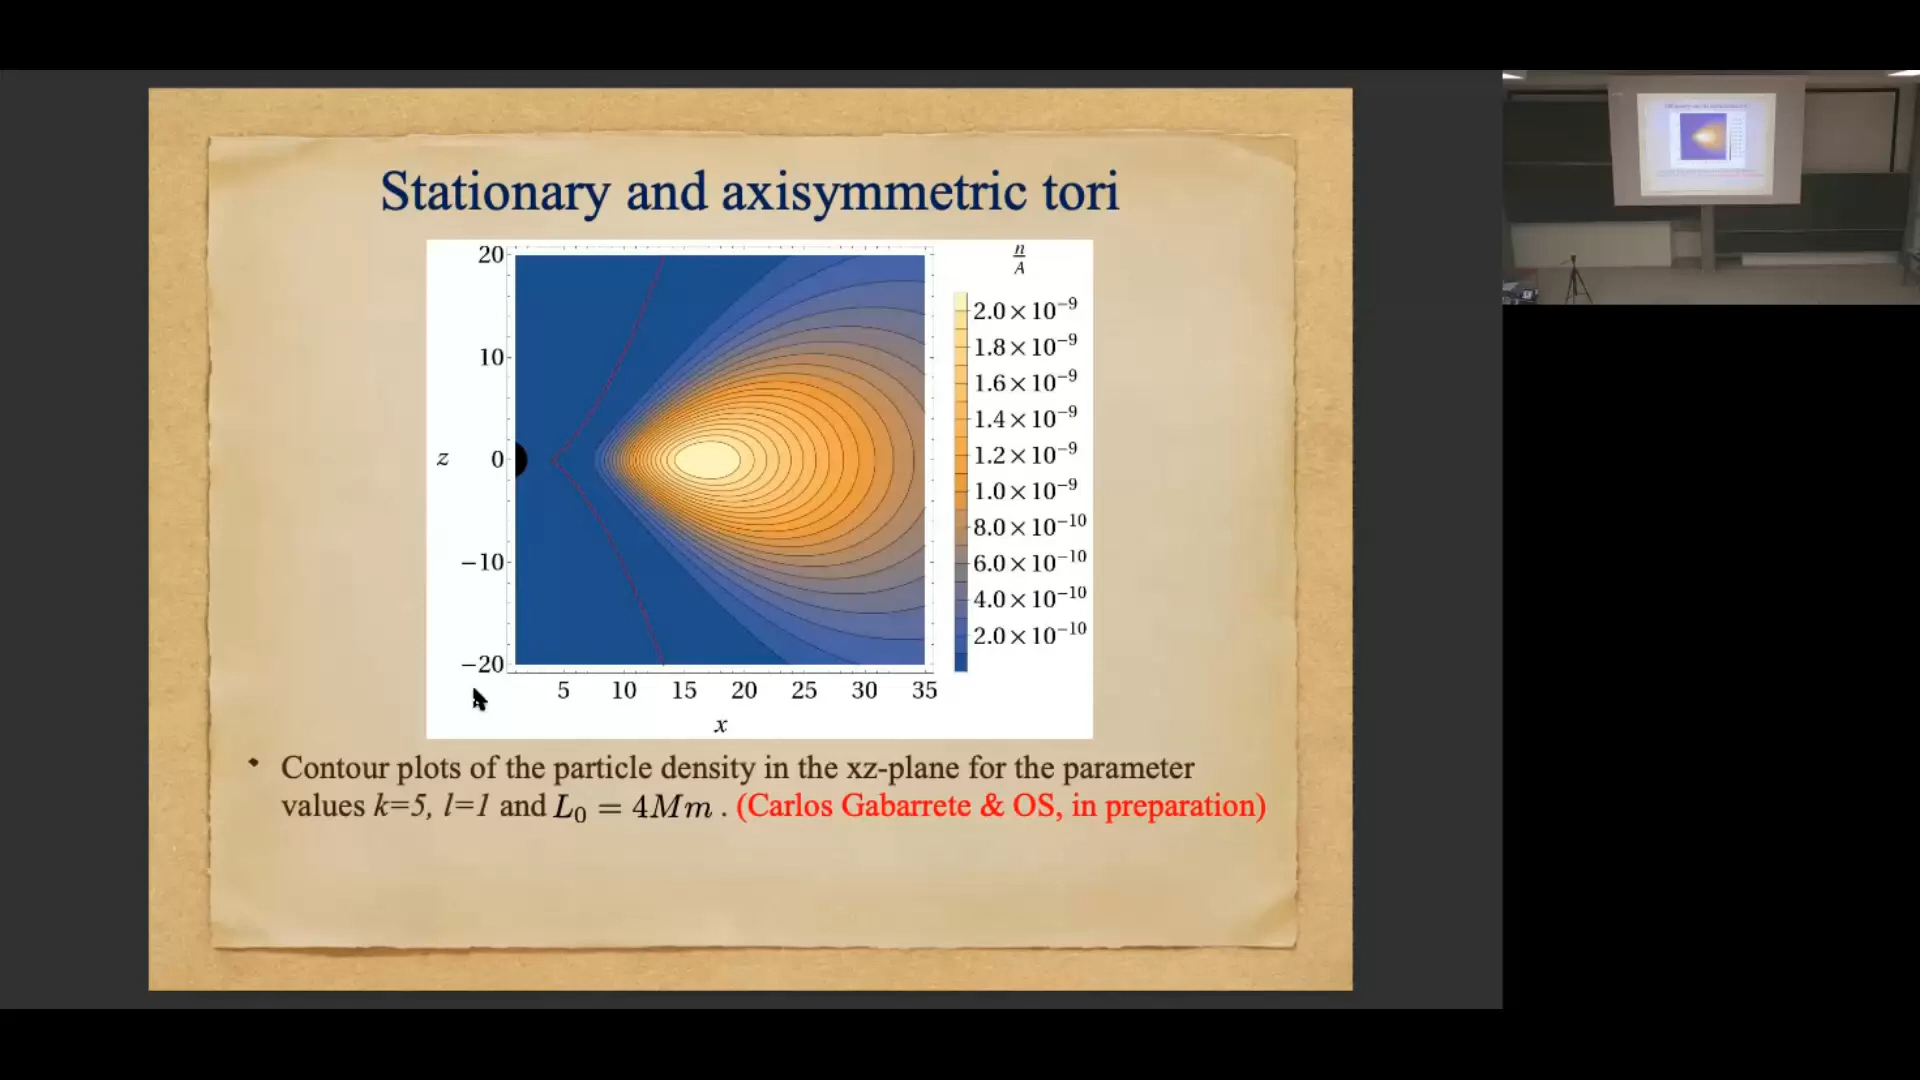 Stationary and axisymmetric tori
n
A
20
10
0
−10
−20
z
5 10 15 20 25 30 35
x
2.0×10⁻⁹
1.8×10⁻⁹
1.6×10⁻⁹
1.4×10⁻⁹
1.2×10⁻⁹
1.0×10⁻⁹
8.0×10⁻¹⁰
6.0×10⁻¹⁰
4.0×10⁻¹⁰
2.0×10⁻¹⁰
• Contour plots of the particle density in the xz-plane for the parameter
values k=5, l=1 and L₀ = 4Mm . (Carlos Gabarrete & OS, in preparation)